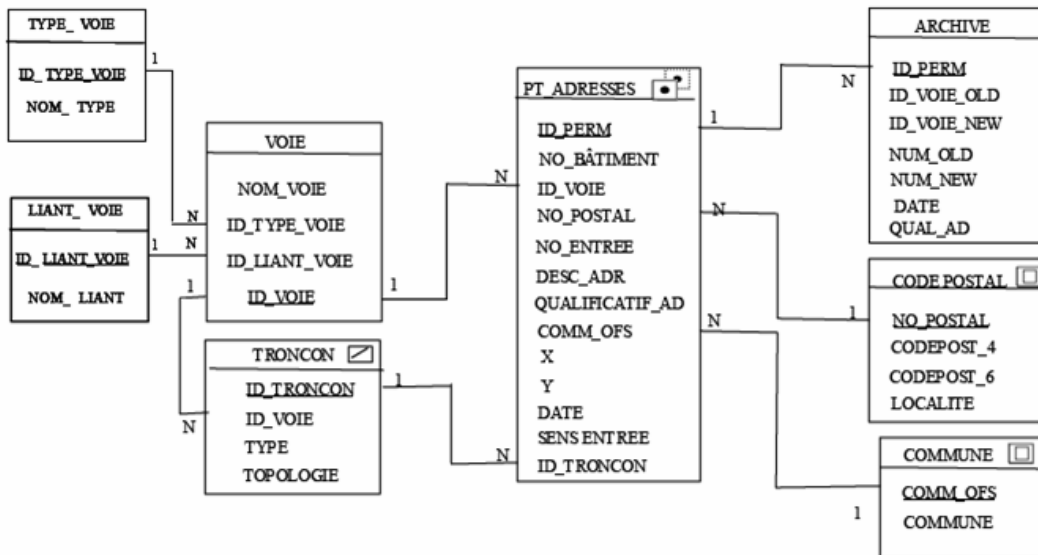 TYPE_ VOIE
ID_ TYPE_VOIE
NOM_ TYPE
1
N
LIANT_ VOIE
ID_ LIANT_VOIE
NOM_ LIANT
1
N
VOIE
NOM_VOIE
ID_TYPE_VOIE
ID_LIANT_VOIE
ID_VOIE
1
1
N
TRONCON
ID_TRONCON
ID_VOIE
TYPE
TOPOLOGIE
1
N
N
PT_ADRESSES
ID_PERM
NO_BÂTIMENT
ID_VOIE
NO_POSTAL
NO_ENTREE
DESC_ADR
QUALIFICATIF_AD
COMM_OFS
X
Y
DATE
SENS ENTREE
ID_TRONCON
1
N
N
1
N
1
ARCHIVE
ID_PERM
ID_VOIE_OLD
ID_VOIE_NEW
NUM_OLD
NUM_NEW
DATE
QUAL_AD
CODE POSTAL
NO_POSTAL
CODEPOST_4
CODEPOST_6
LOCALITE
COMMUNE
COMM_OFS
COMMUNE